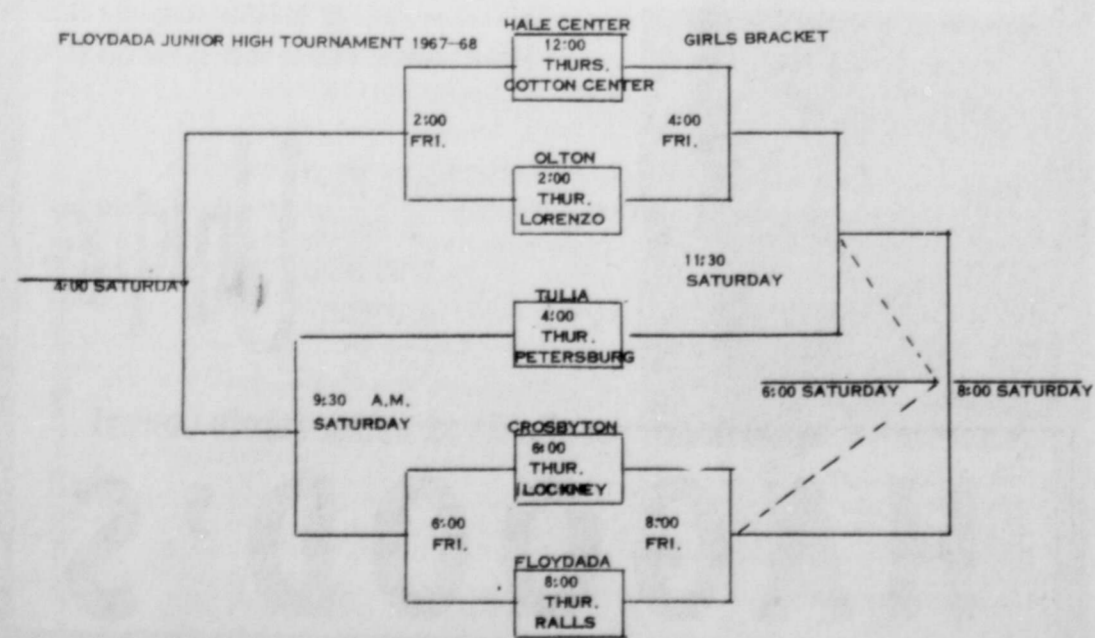 FLOYDADA JUNIOR HIGH TOURNAMENT 1967-68
GIRLS BRACKET
HALE CENTER
12:00
THURS.
COTTON CENTER
2:00
FRI.
4:00
FRI.
OLTON
2:00
THUR.
LORENZO
4:00 SATURDAY
11:30
SATURDAY
TULIA
4:00
THUR.
PETERSBURG
9:30 A.M.
SATURDAY
6:00 SATURDAY
8:00 SATURDAY
CROSBYTON
6:00
THUR.
LOCKNEY
6:00
FRI.
8:00
FRI.
FLOYDADA
8:00
THUR.
RALLS